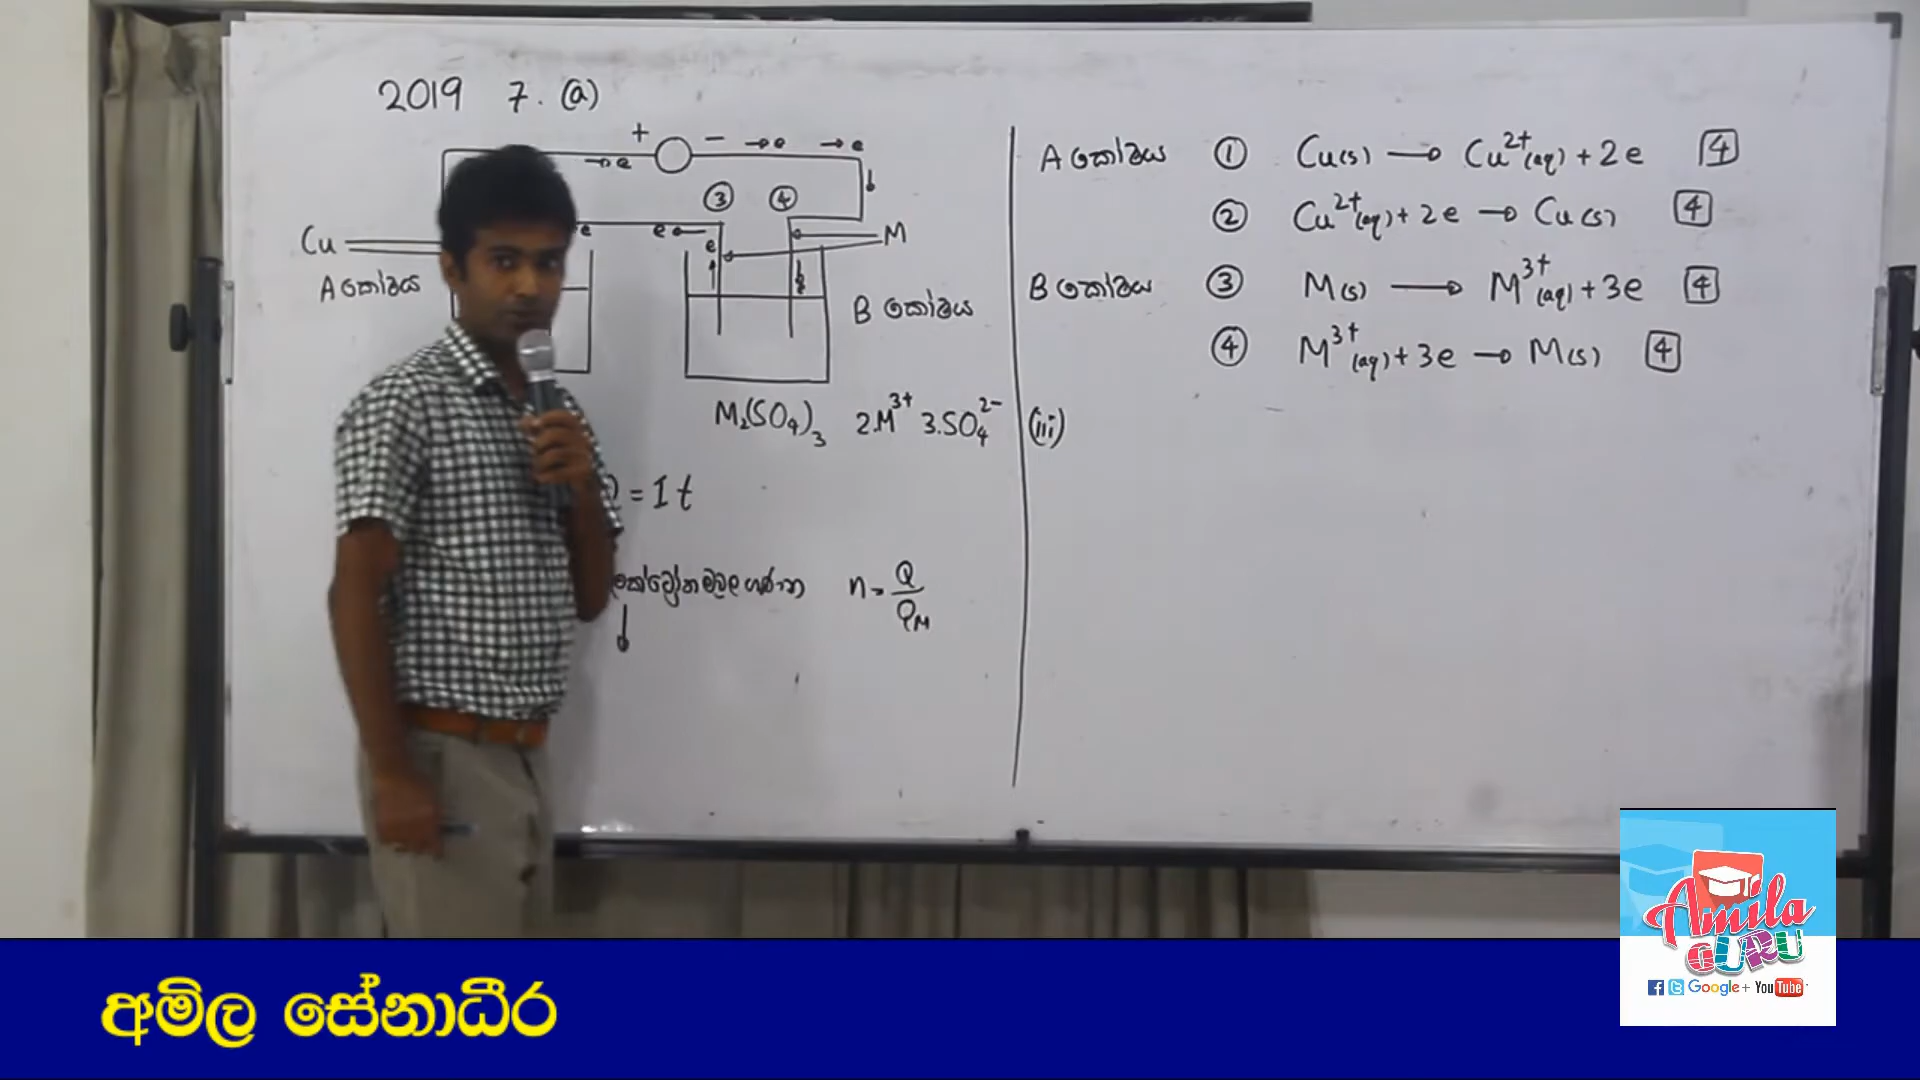 2019 7. (a)
+ −
→e →e →e
③ ④
e e← e
Cu M
A කෝෂය B කෝෂය
M₂(SO₄)₃ 2.M³⁺ 3.SO₄²⁻
= I t
මවුල ගණන n = Q/Qₘ
A කෝෂය ① Cu(s) → Cu²⁺(aq) + 2e 4
② Cu²⁺(aq) + 2e → Cu(s) 4
B කෝෂය ③ M(s) → M³⁺(aq) + 3e 4
④ M³⁺(aq) + 3e → M(s) 4
(iii)
Amila
GURU
Google+ YouTube
අමිල සේනාධීර